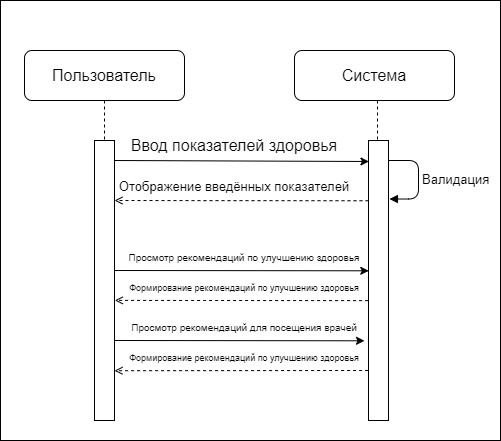 Пользователь
Система
Ввод показателей здоровья
Валидация
Отображение введённых показателей
Просмотр рекомендаций по улучшению здоровья
Формирование рекомендаций по улучшению здоровья
Просмотр рекомендаций для посещения врачей
Формирование рекомендаций по улучшению здоровья